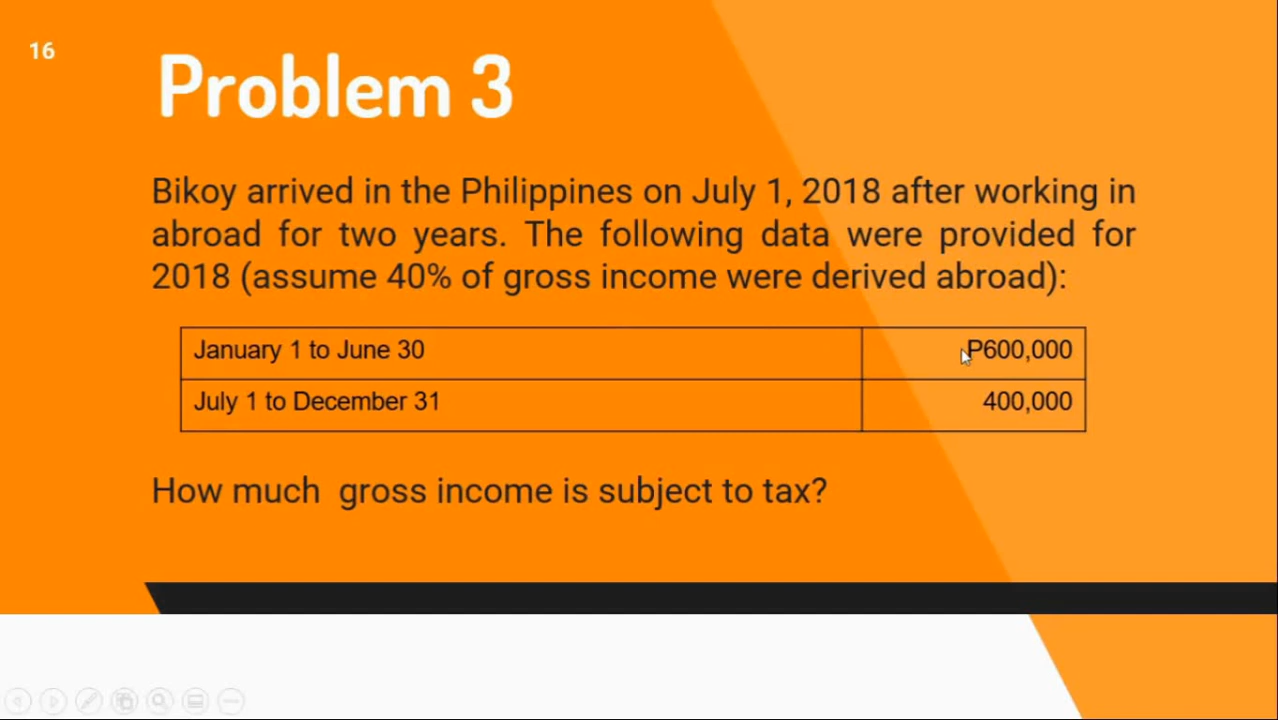 16
Problem 3
Bikoy arrived in the Philippines on July 1, 2018 after working in
abroad for two years. The following data were provided for
2018 (assume 40% of gross income were derived abroad):
January 1 to June 30 P600,000
July 1 to December 31 400,000
How much gross income is subject to tax?